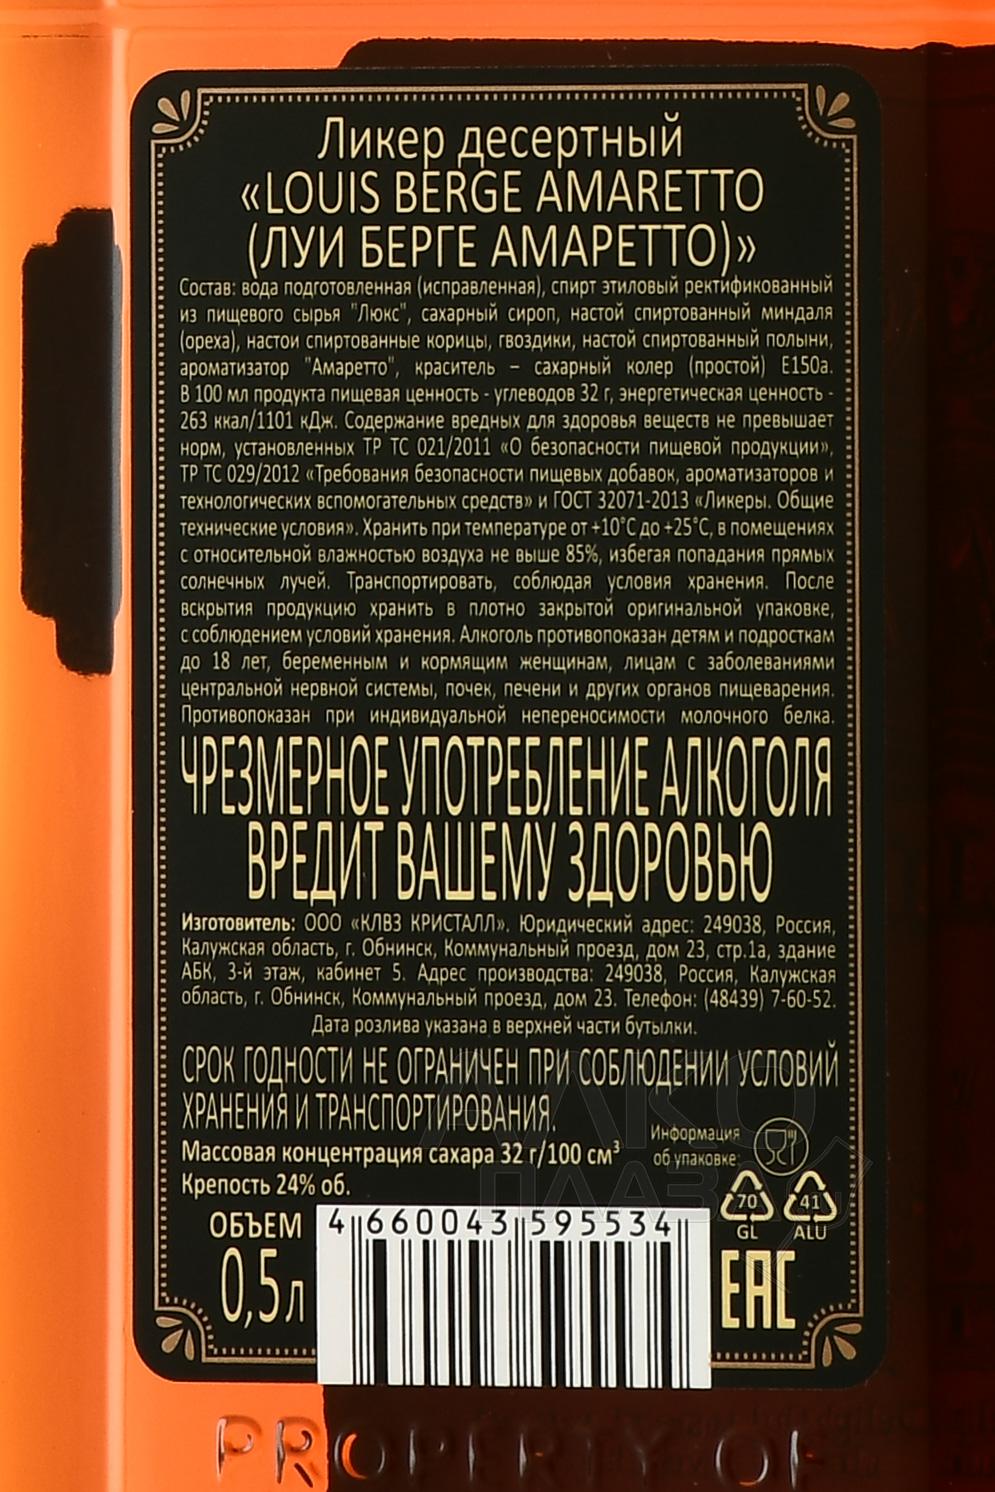 Ликер десертный
«LOUIS BERGE AMARETTO
(ЛУИ БЕРГЕ АМАРЕТТО)»
Состав: вода подготовленная (исправленная), спирт этиловый ректификованный
из пищевого сырья "Люкс", сахарный сироп, настой спиртованный миндаля
(ореха), настои спиртованные корицы, гвоздики, настой спиртованный полыни,
ароматизатор "Амаретто", краситель – сахарный колер (простой) Е150а.
В 100 мл продукта пищевая ценность - углеводов 32 г, энергетическая ценность -
263 ккал/1101 кДж. Содержание вредных для здоровья веществ не превышает
норм, установленных ТР ТС 021/2011 «О безопасности пищевой продукции»,
ТР ТС 029/2012 «Требования безопасности пищевых добавок, ароматизаторов и
технологических вспомогательных средств» и ГОСТ 32071-2013 «Ликеры. Общие
технические условия». Хранить при температуре от +10°С до +25°С, в помещениях
с относительной влажностью воздуха не выше 85%, избегая попадания прямых
солнечных лучей. Транспортировать, соблюдая условия хранения. После
вскрытия продукцию хранить в плотно закрытой оригинальной упаковке,
с соблюдением условий хранения. Алкоголь противопоказан детям и подросткам
до 18 лет, беременным и кормящим женщинам, лицам с заболеваниями
центральной нервной системы, почек, печени и других органов пищеварения.
Противопоказан при индивидуальной непереносимости молочного белка.
ЧРЕЗМЕРНОЕ УПОТРЕБЛЕНИЕ АЛКОГОЛЯ
ВРЕДИТ ВАШЕМУ ЗДОРОВЬЮ
Изготовитель: ООО «КЛВЗ КРИСТАЛЛ». Юридический адрес: 249038, Россия,
Калужская область, г. Обнинск, Коммунальный проезд, дом 23, стр.1а, здание
АБК, 3-й этаж, кабинет 5. Адрес производства: 249038, Россия, Калужская
область, г. Обнинск, Коммунальный проезд, дом 23. Телефон: (48439) 7-60-52.
Дата розлива указана в верхней части бутылки.
СРОК ГОДНОСТИ НЕ ОГРАНИЧЕН ПРИ СОБЛЮДЕНИИ УСЛОВИЙ
ХРАНЕНИЯ И ТРАНСПОРТИРОВАНИЯ.
Массовая концентрация сахара 32 г/100 см³
Крепость 24% об.
Информация
об упаковке:
70
GL
41
ALU
ОБЪЕМ
0,5л
4 660043 595534
EAC
АЛКО
ПЛАЗА
PROPERTY OF